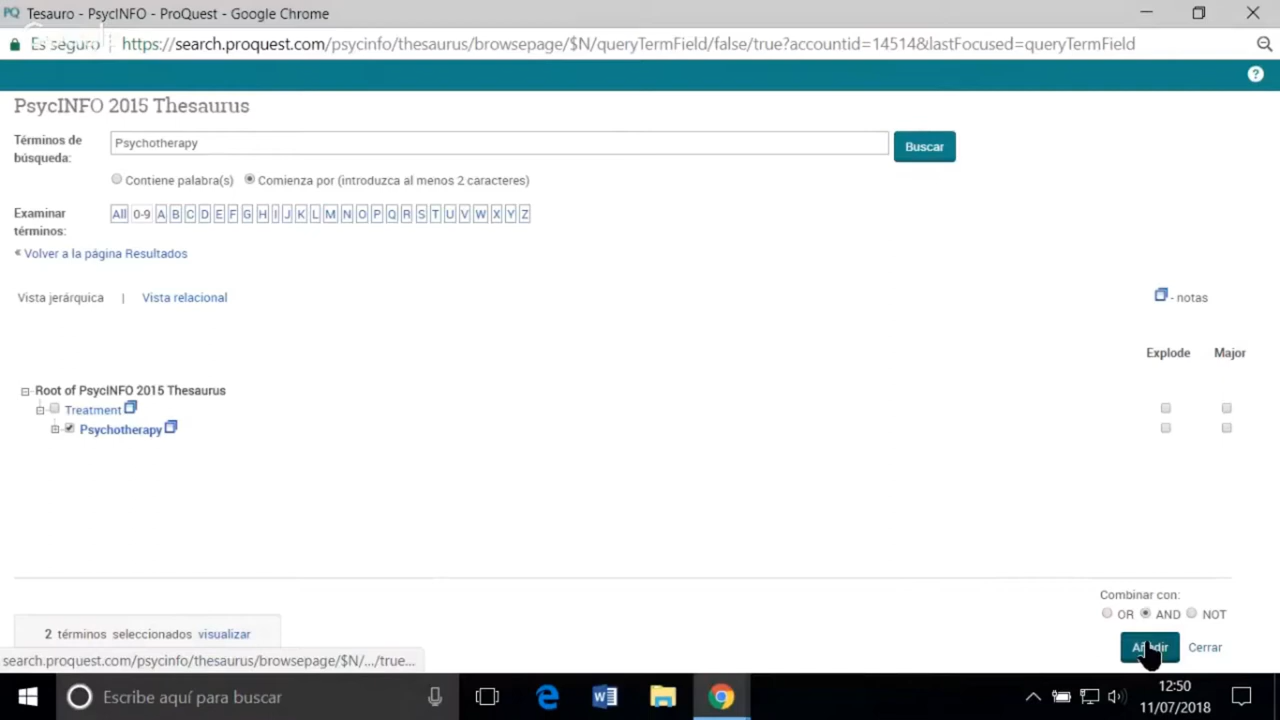 PQ Tesauro - PsycINFO - ProQuest - Google Chrome
Es seguro https://search.proquest.com/psycinfo/thesaurus/browsepage/$N/queryTermField/false/true?accountid=14514&lastFocused=queryTermField
?
PsycINFO 2015 Thesaurus
Términos de búsqueda: Psychotherapy Buscar
Contiene palabra(s) Comienza por (introduzca al menos 2 caracteres)
Examinar términos: All 0-9 A B C D E F G H I J K L M N O P Q R S T U V W X Y Z
« Volver a la página Resultados
Vista jerárquica | Vista relacional - notas
Explode Major
Root of PsycINFO 2015 Thesaurus
Treatment
Psychotherapy
Combinar con:
OR AND NOT
2 términos seleccionados visualizar
Añadir Cerrar
search.proquest.com/psycinfo/thesaurus/browsepage/$N/.../true...
Escribe aquí para buscar
12:50
11/07/2018